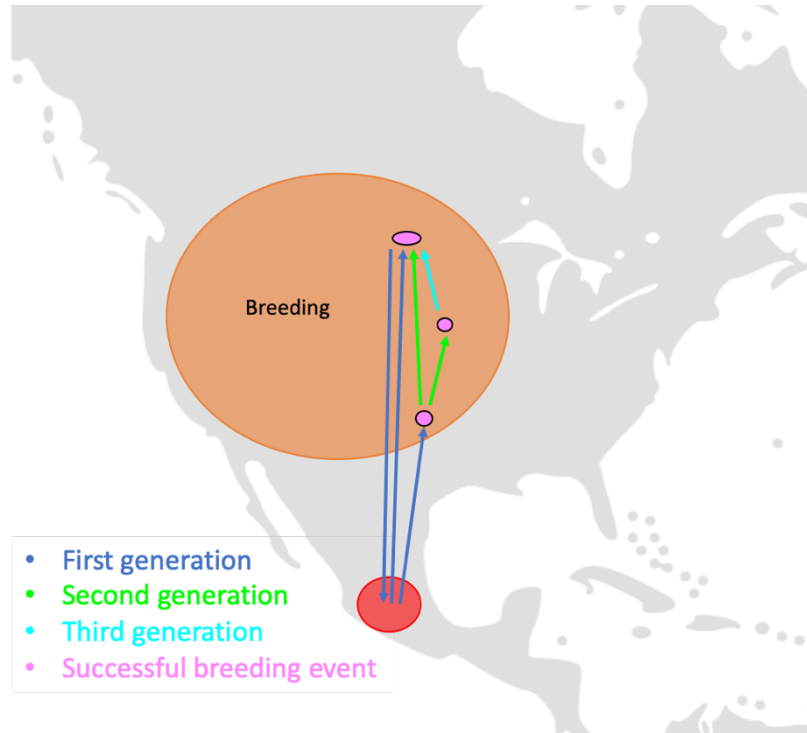 Breeding
• First generation
• Second generation
• Third generation
• Successful breeding event